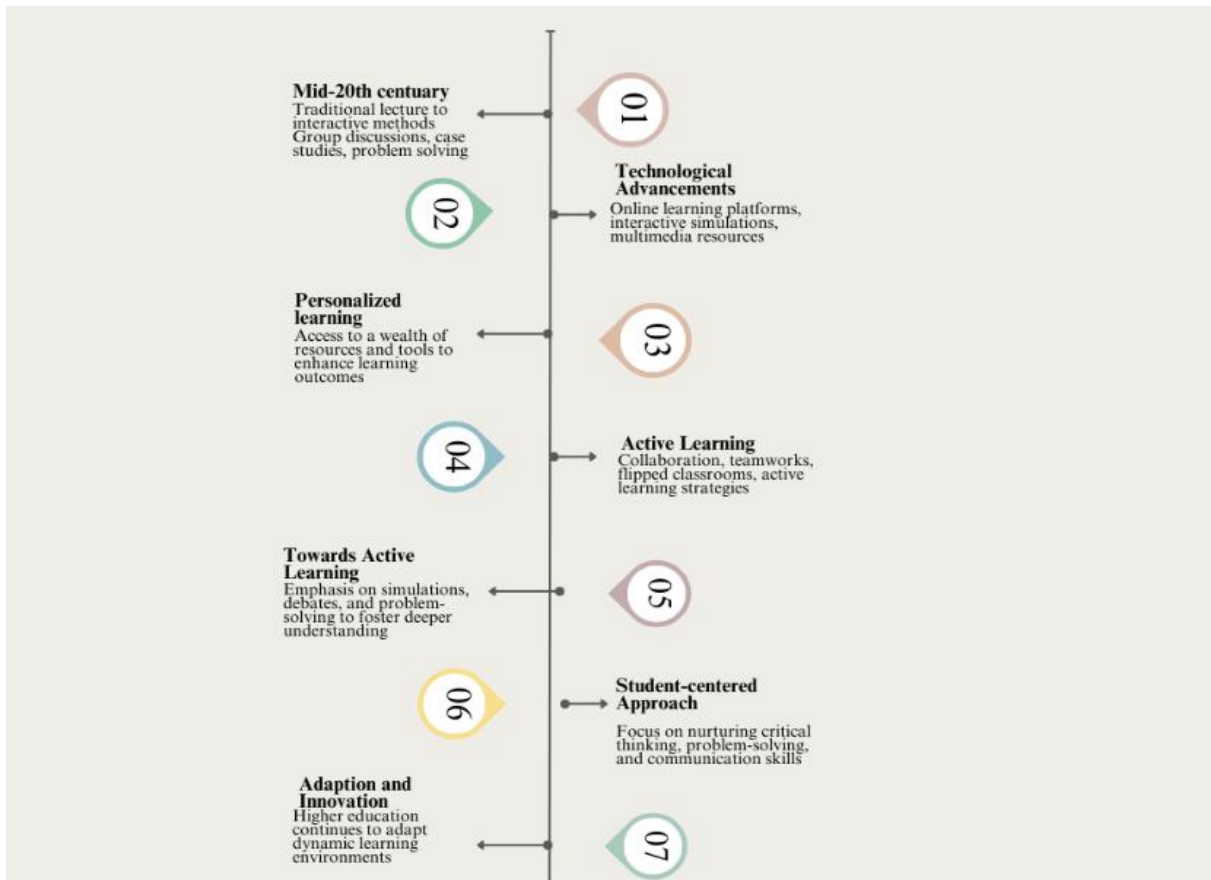 Mid-20th centuary
Traditional lecture to
interactive methods
Group discussions, case
studies, problem solving
01
Technological
Advancements
Online learning platforms,
interactive simulations,
multimedia resources
02
Personalized
learning
Access to a wealth of
resources and tools to
enhance learning
outcomes
03
Active Learning
Collaboration, teamworks,
flipped classrooms, active
learning strategies
04
Towards Active
Learning
Emphasis on simulations,
debates, and problem-
solving to foster deeper
understanding
05
Student-centered
Approach
Focus on nurturing critical
thinking, problem-solving,
and communication skills
06
Adaption and
Innovation
Higher education
continues to adapt
dynamic learning
environments
07